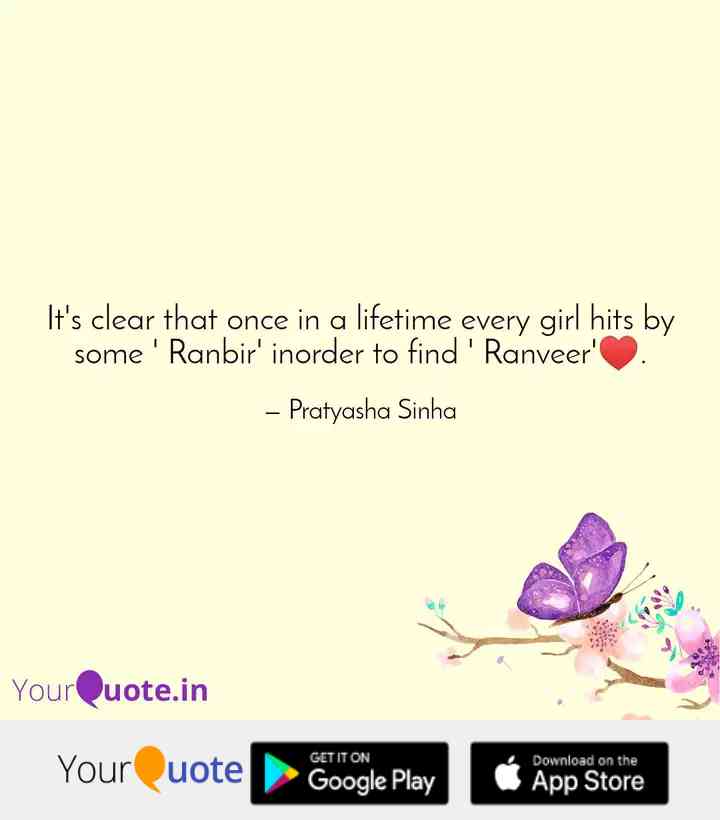 It's clear that once in a lifetime every girl hits by
some ' Ranbir' inorder to find ' Ranveer'♥️.
– Pratyasha Sinha
YourQuote.in
YourQuote
GET IT ON
Google Play
Download on the
App Store